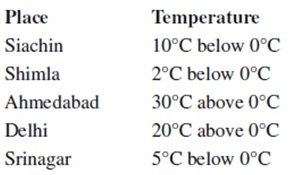 Place Temperature
Siachin 10°C below 0°C
Shimla 2°C below 0°C
Ahmedabad 30°C above 0°C
Delhi 20°C above 0°C
Srinagar 5°C below 0°C